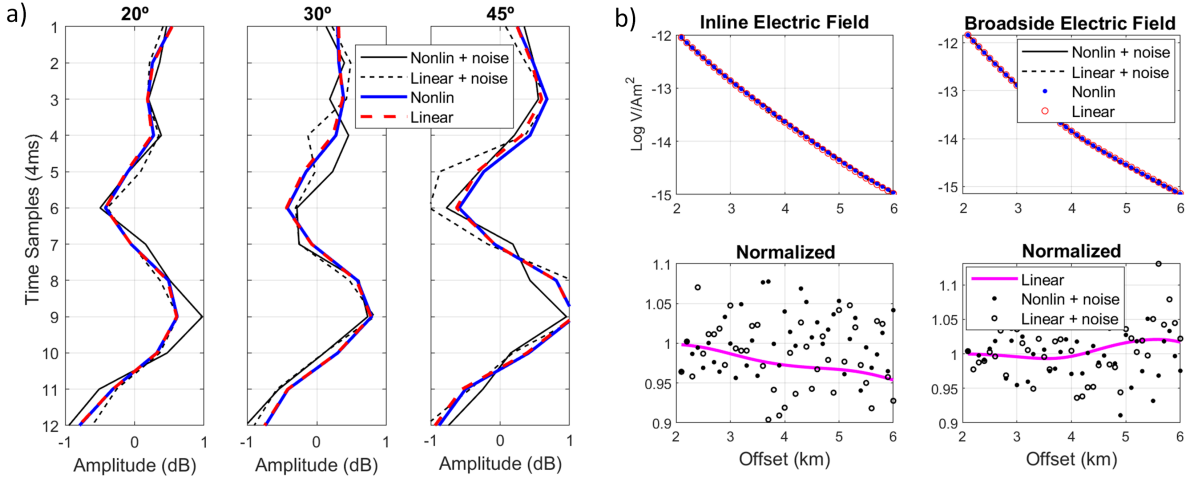 a)
20º
30º
45º
Time Samples (4ms)
1
2
3
4
5
6
7
8
9
10
11
12
Nonlin + noise
Linear + noise
Nonlin
Linear
-1 0 1
-1 0 1
-1 0 1
Amplitude (dB)
Amplitude (dB)
Amplitude (dB)
b)
Inline Electric Field
Log V/Am²
-12
-13
-14
-15
2 3 4 5 6
Broadside Electric Field
-12
-13
-14
-15
Nonlin + noise
Linear + noise
Nonlin
Linear
2 3 4 5 6
Normalized
1.1
1.05
1
0.95
0.9
2 3 4 5 6
Offset (km)
Normalized
1.1
1.05
1
0.95
0.9
Linear
Nonlin + noise
Linear + noise
2 3 4 5 6
Offset (km)